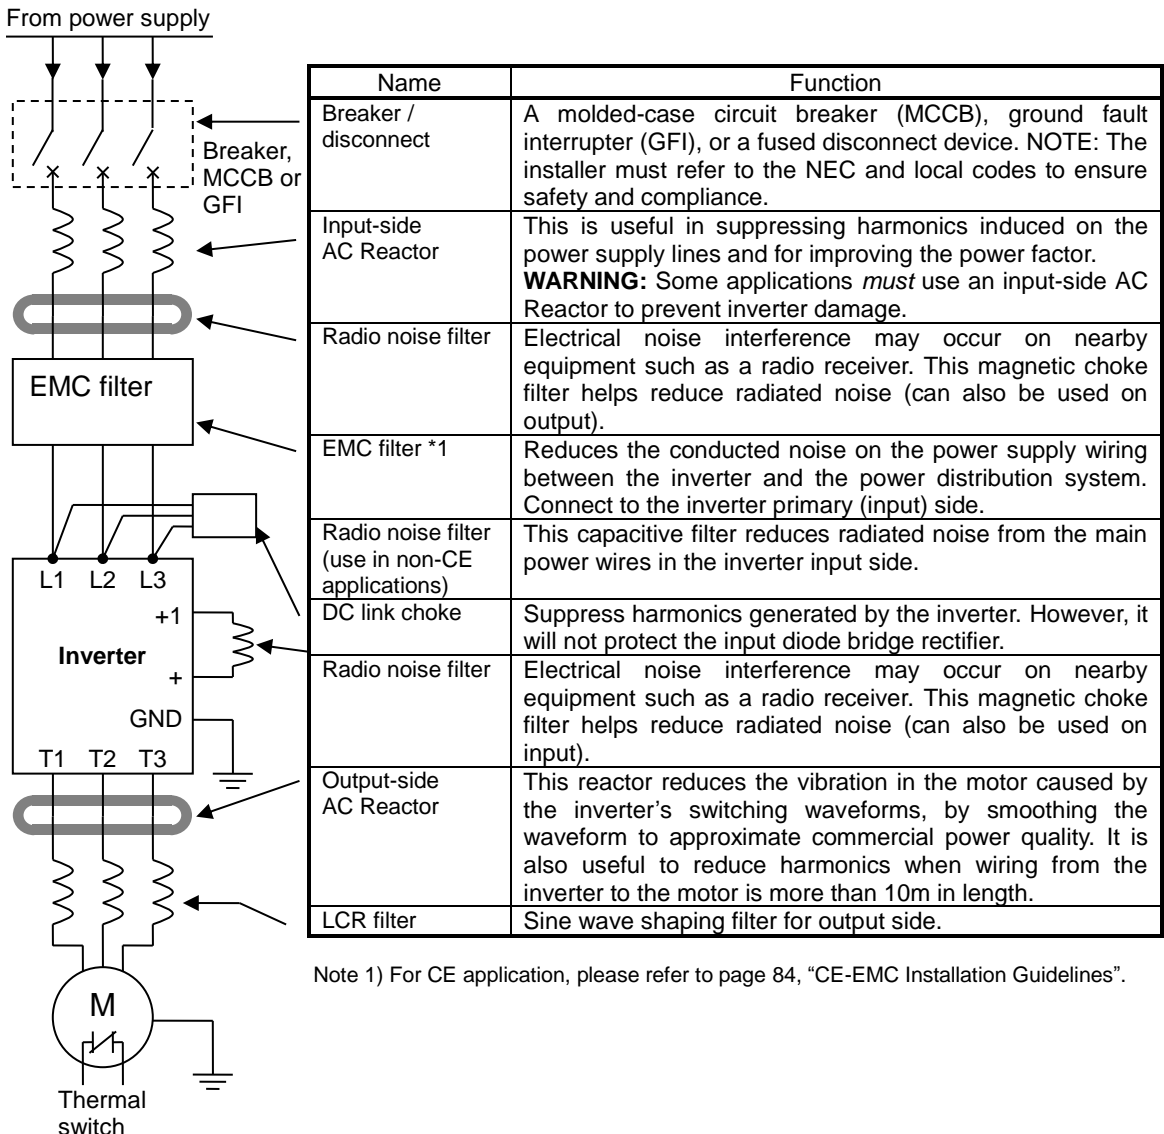 From power supply
Breaker,
MCCB or
GFI
EMC filter
L1 L2 L3
+1
Inverter
+
GND
T1 T2 T3
M
Thermal
switch
Name Function
Breaker /
disconnect
A molded-case circuit breaker (MCCB), ground fault
interrupter (GFI), or a fused disconnect device. NOTE: The
installer must refer to the NEC and local codes to ensure
safety and compliance.
Input-side
AC Reactor
This is useful in suppressing harmonics induced on the
power supply lines and for improving the power factor.
WARNING: Some applications must use an input-side AC
Reactor to prevent inverter damage.
Radio noise filter
Electrical noise interference may occur on nearby
equipment such as a radio receiver. This magnetic choke
filter helps reduce radiated noise (can also be used on
output).
EMC filter *1
Reduces the conducted noise on the power supply wiring
between the inverter and the power distribution system.
Connect to the inverter primary (input) side.
Radio noise filter
(use in non-CE
applications)
This capacitive filter reduces radiated noise from the main
power wires in the inverter input side.
DC link choke
Suppress harmonics generated by the inverter. However, it
will not protect the input diode bridge rectifier.
Radio noise filter
Electrical noise interference may occur on nearby
equipment such as a radio receiver. This magnetic choke
filter helps reduce radiated noise (can also be used on
input).
Output-side
AC Reactor
This reactor reduces the vibration in the motor caused by
the inverter’s switching waveforms, by smoothing the
waveform to approximate commercial power quality. It is
also useful to reduce harmonics when wiring from the
inverter to the motor is more than 10m in length.
LCR filter
Sine wave shaping filter for output side.
Note 1) For CE application, please refer to page 84, “CE-EMC Installation Guidelines”.